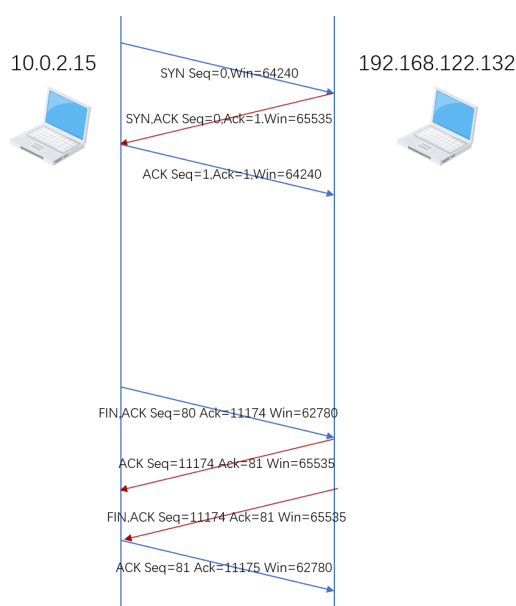 10.0.2.15
192.168.122.132
SYN Seq=0,Win=64240
SYN,ACK Seq=0,Ack=1.Win=65535
ACK Seq=1,Ack=1,Win=64240
FIN,ACK Seq=80 Ack=11174 Win=62780
ACK Seq=11174 Ack=81 Win=65535
FIN,ACK Seq=11174 Ack=81 Win=65535
ACK Seq=81 Ack=11175 Win=62780